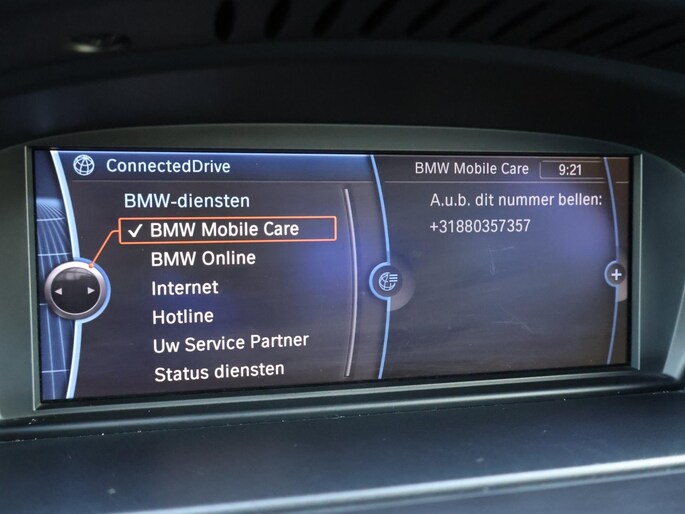 ConnectedDrive
BMW-diensten
✓ BMW Mobile Care
BMW Online
Internet
Hotline
Uw Service Partner
Status diensten
BMW Mobile Care 9:21
A.u.b. dit nummer bellen:
+31880357357